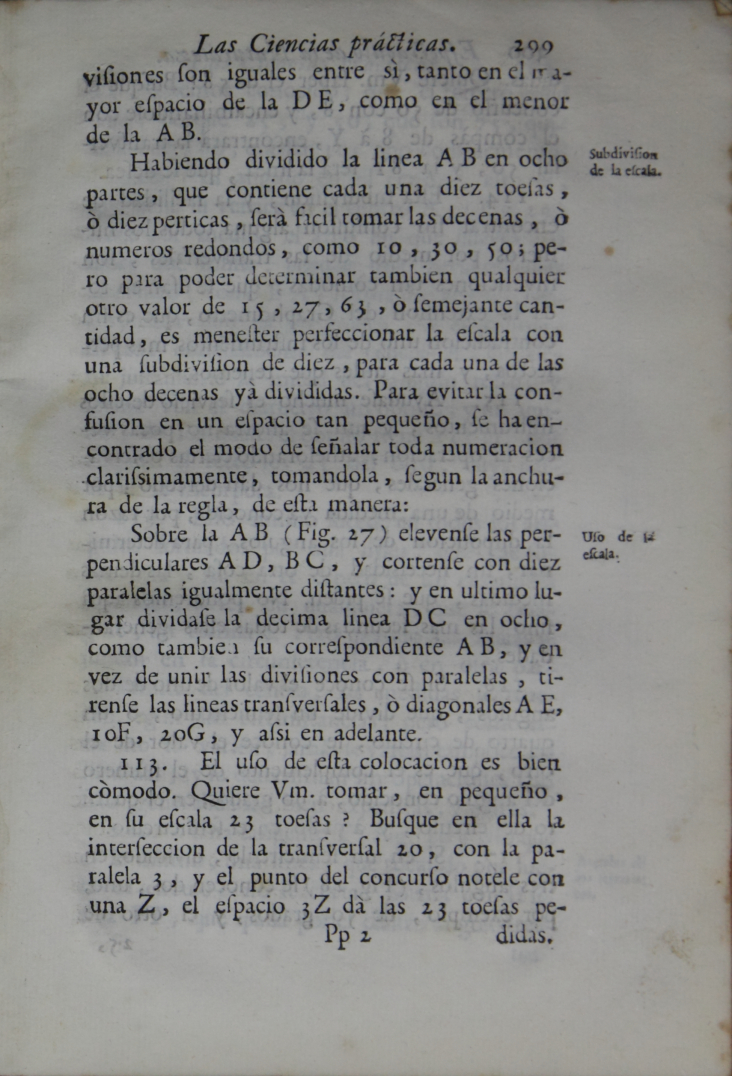 Las Ciencias prácticas. 299
visiones son iguales entre sì, tanto en el ma-
yor espacio de la DE, como en el menor
de la AB.
Habiendo dividido la linea AB en ocho
partes, que contiene cada una diez toesas,
ò diez perticas, serà facil tomar las decenas, ò
numeros redondos, como 10, 30, 50; pe-
ro para poder determinar tambien qualquier
otro valor de 15, 27, 63, ò semejante can-
tidad, es menester perfeccionar la escala con
una subdivision de diez, para cada una de las
ocho decenas yà divididas. Para evitar la con-
fusion en un espacio tan pequeño, se ha en-
contrado el modo de señalar toda numeracion
clarissimamente, tomandola, segun la anchu-
ra de la regla, de esta manera:
Subdivision
de la escala.
Sobre la AB (Fig. 27) elevense las per-
pendiculares AD, BC, y cortense con diez
paralelas igualmente distantes: y en ultimo lu-
gar dividase la decima linea DC en ocho,
como tambien su correspondiente AB, y en
vez de unir las divisiones con paralelas, ti-
rense las lineas transversales, ò diagonales AE,
10F, 20G, y assi en adelante.
Uso de la
escala.
113. El uso de esta colocacion es bien
còmodo. Quiere Vm. tomar, en pequeño,
en su escala 23 toesas? Busque en ella la
interseccion de la transversal 20, con la pa-
ralela 3, y el punto del concurso notele con
una Z, el espacio 3Z dà las 23 toesas pe-
Pp 2 didas.